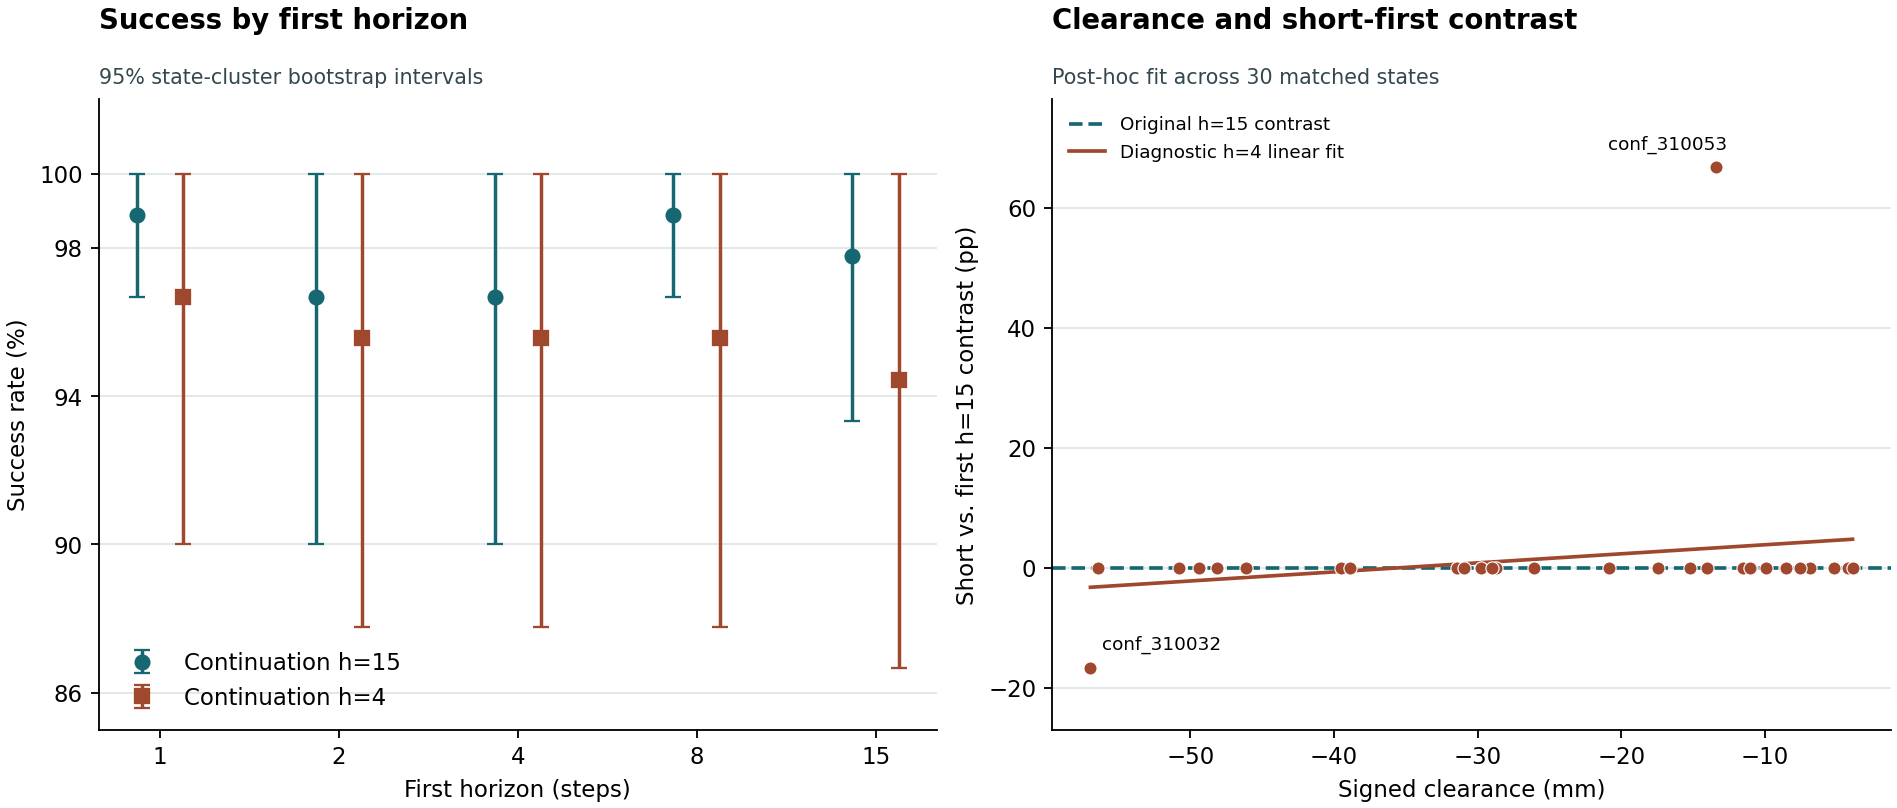 Success by first horizon
95% state-cluster bootstrap intervals
Success rate (%)
100
98
94
90
86
Continuation h=15
Continuation h=4
1
2
4
8
15
First horizon (steps)
Clearance and short-first contrast
Post-hoc fit across 30 matched states
Short vs. first h=15 contrast (pp)
60
40
20
0
−20
Original h=15 contrast
Diagnostic h=4 linear fit
conf_310053
conf_310032
−50
−40
−30
−20
−10
Signed clearance (mm)